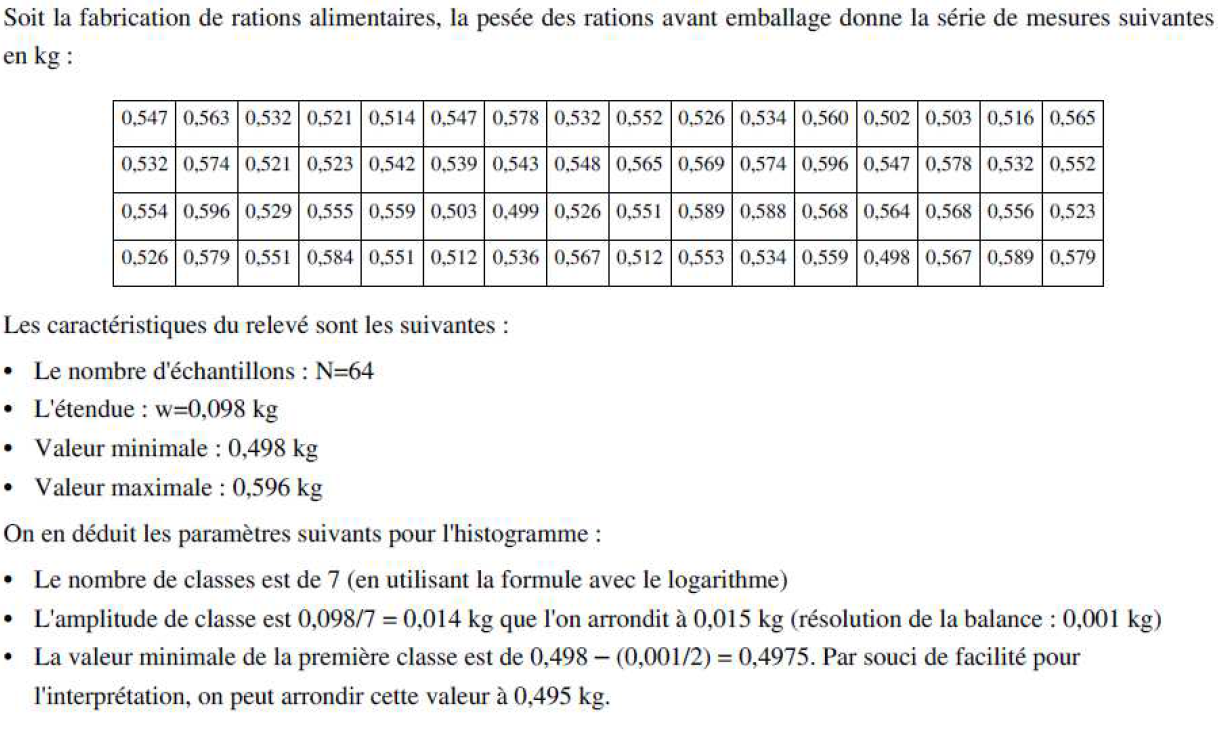 Soit la fabrication de rations alimentaires, la pesée des rations avant emballage donne la série de mesures suivantes
en kg :
0,547 0,563 0,532 0,521 0,514 0,547 0,578 0,532 0,552 0,526 0,534 0,560 0,502 0,503 0,516 0,565
0,532 0,574 0,521 0,523 0,542 0,539 0,543 0,548 0,565 0,569 0,574 0,596 0,547 0,578 0,532 0,552
0,554 0,596 0,529 0,555 0,559 0,503 0,499 0,526 0,551 0,589 0,588 0,568 0,564 0,568 0,556 0,523
0,526 0,579 0,551 0,584 0,551 0,512 0,536 0,567 0,512 0,553 0,534 0,559 0,498 0,567 0,589 0,579
Les caractéristiques du relevé sont les suivantes :
• Le nombre d'échantillons : N=64
• L'étendue : w=0,098 kg
• Valeur minimale : 0,498 kg
• Valeur maximale : 0,596 kg
On en déduit les paramètres suivants pour l'histogramme :
• Le nombre de classes est de 7 (en utilisant la formule avec le logarithme)
• L'amplitude de classe est 0,098/7 = 0,014 kg que l'on arrondit à 0,015 kg (résolution de la balance : 0,001 kg)
• La valeur minimale de la première classe est de 0,498 − (0,001/2) = 0,4975. Par souci de facilité pour
l'interprétation, on peut arrondir cette valeur à 0,495 kg.